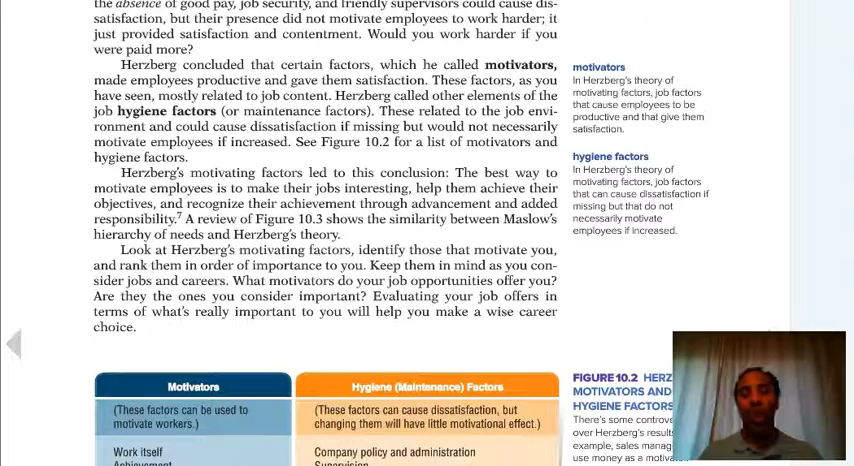 the absence of good pay, job security, and friendly supervisors could cause dis-
satisfaction, but their presence did not motivate employees to work harder; it
just provided satisfaction and contentment. Would you work harder if you
were paid more?
Herzberg concluded that certain factors, which he called motivators,
made employees productive and gave them satisfaction. These factors, as you
have seen, mostly related to job content. Herzberg called other elements of the
job hygiene factors (or maintenance factors). These related to the job envi-
ronment and could cause dissatisfaction if missing but would not necessarily
motivate employees if increased. See Figure 10.2 for a list of motivators and
hygiene factors.
Herzberg's motivating factors led to this conclusion: The best way to
motivate employees is to make their jobs interesting, help them achieve their
objectives, and recognize their achievement through advancement and added
responsibility.7 A review of Figure 10.3 shows the similarity between Maslow's
hierarchy of needs and Herzberg's theory.
Look at Herzberg's motivating factors, identify those that motivate you,
and rank them in order of importance to you. Keep them in mind as you con-
sider jobs and careers. What motivators do your job opportunities offer you?
Are they the ones you consider important? Evaluating your job offers in
terms of what's really important to you will help you make a wise career
choice.
motivators
In Herzberg's theory of
motivating factors, job factors
that cause employees to be
productive and that give them
satisfaction.
hygiene factors
In Herzberg's theory of
motivating factors, job factors
that can cause dissatisfaction if
missing but that do not
necessarily motivate
employees if increased.
Motivators
(These factors can be used to
motivate workers.)
Work itself
Achievement
Hygiene (Maintenance) Factors
(These factors can cause dissatisfaction, but
changing them will have little motivational effect.)
Company policy and administration
Supervision
FIGURE 10.2 HERZ
MOTIVATORS AND
HYGIENE FACTORS
There's some controve
over Herzberg's results
example, sales manag
use money as a motiva